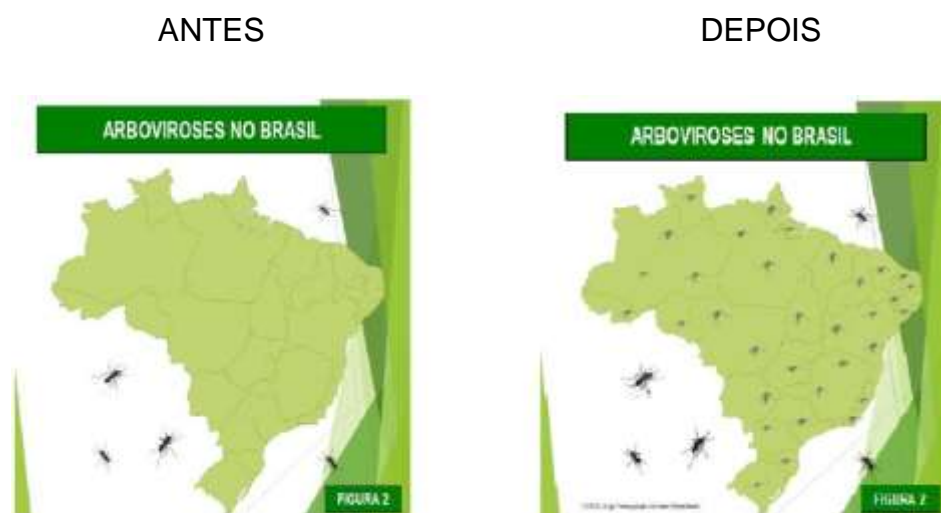 ANTES
DEPOIS
ARBOVIROSES NO BRASIL
ARBOVIROSES NO BRASIL
FIGURA 2
FIGURA 2